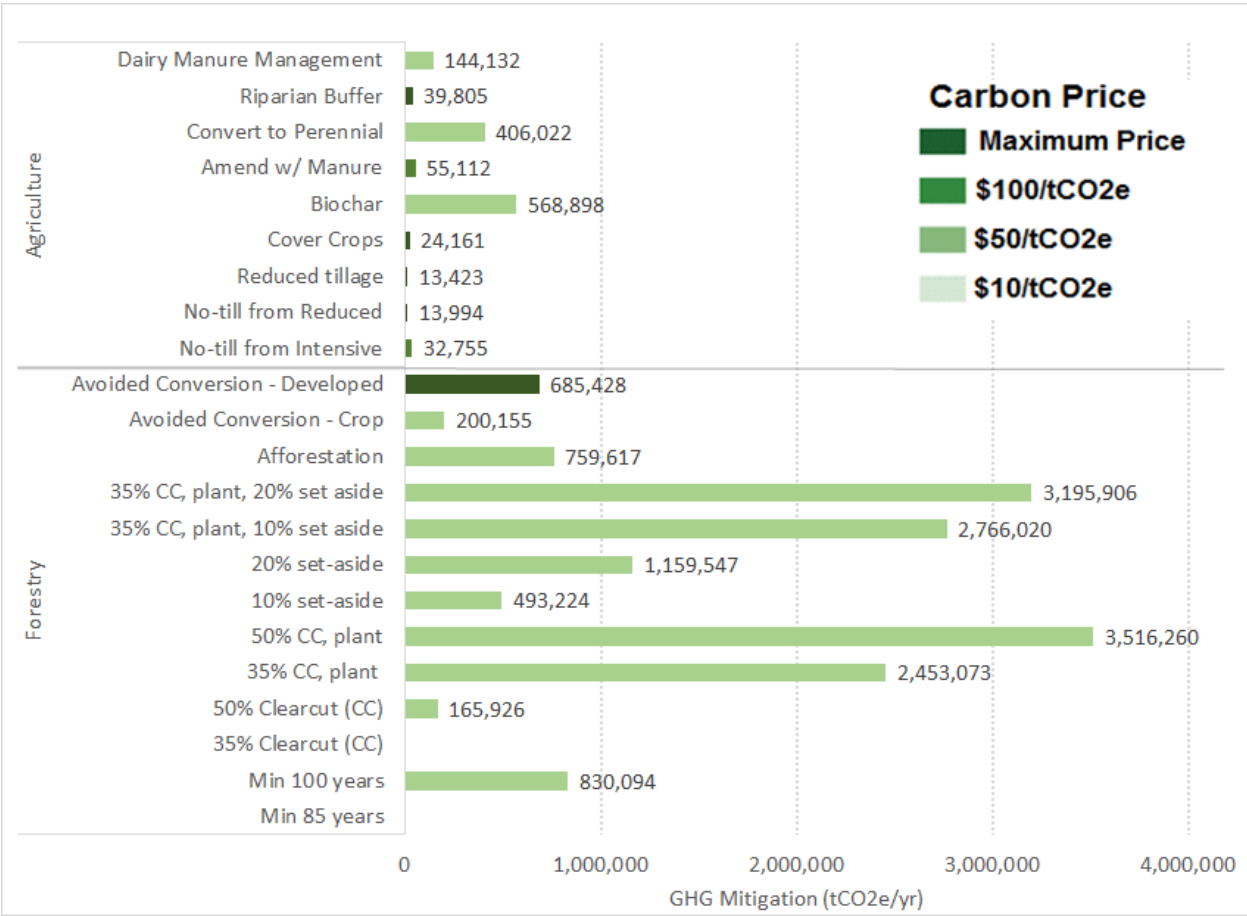 Agriculture
Dairy Manure Management 144,132
Riparian Buffer 39,805
Convert to Perennial 406,022
Amend w/ Manure 55,112
Biochar 568,898
Cover Crops 24,161
Reduced tillage 13,423
No-till from Reduced 13,994
No-till from Intensive 32,755
Carbon Price
Maximum Price
$100/tCO2e
$50/tCO2e
$10/tCO2e
Forestry
Avoided Conversion - Developed 685,428
Avoided Conversion - Crop 200,155
Afforestation 759,617
35% CC, plant, 20% set aside 3,195,906
35% CC, plant, 10% set aside 2,766,020
20% set-aside 1,159,547
10% set-aside 493,224
50% CC, plant 3,516,260
35% CC, plant 2,453,073
50% Clearcut (CC) 165,926
35% Clearcut (CC)
Min 100 years 830,094
Min 85 years
0 1,000,000 2,000,000 3,000,000 4,000,000
GHG Mitigation (tCO2e/yr)